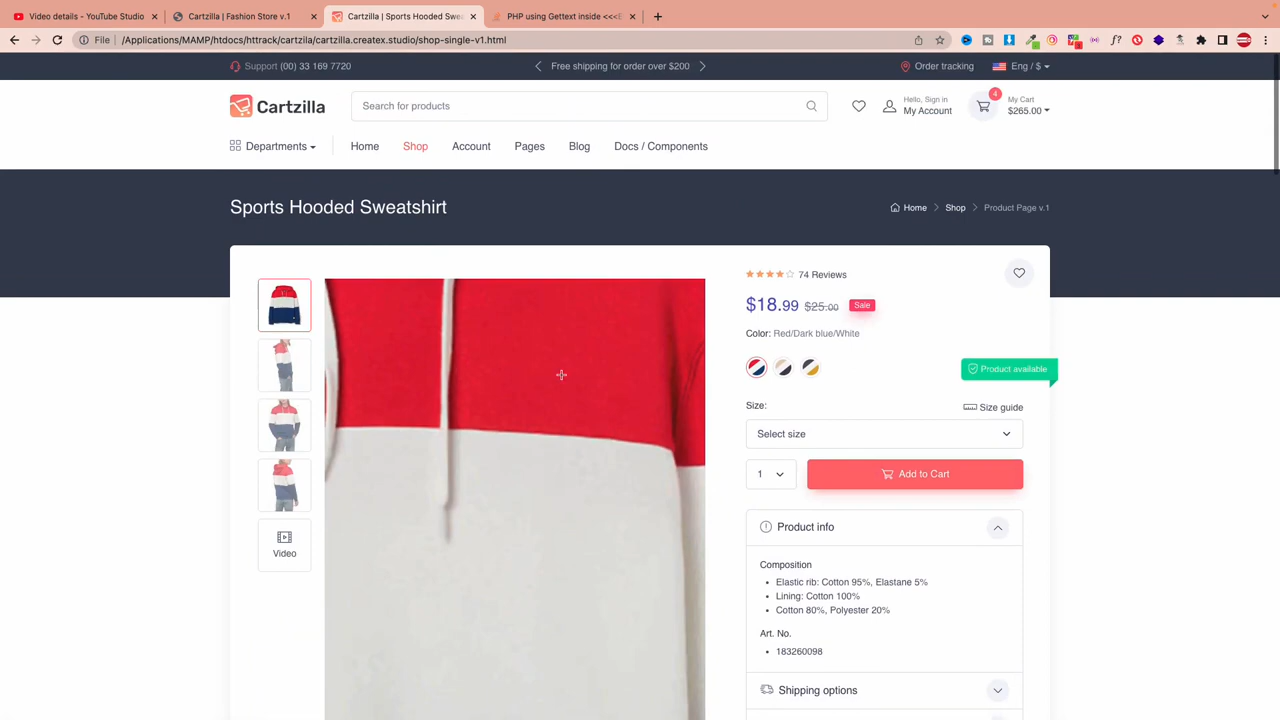 Video details - YouTube Studio
Cartzilla | Fashion Store v.1
Cartzilla | Sports Hooded Swea
PHP using Gettext inside <<<E
File
/Applications/MAMP/htdocs/httrack/cartzila/cartzilla.createx.studio/shop-single-v1.html
Support (00) 33 169 7720
Free shipping for order over $200
Order tracking
Eng / $
Cartzilla
Search for products
Hello, Sign in
My Account
4
My Cart
$265.00
Departments
Home
Shop
Account
Pages
Blog
Docs / Components
Sports Hooded Sweatshirt
Home
Shop
Product Page v.1
74 Reviews
$18.99 $25.00 Sale
Color: Red/Dark blue/White
Product available
Size:
Size guide
Select size
1
Add to Cart
Video
Product info
Composition
• Elastic rib: Cotton 95%, Elastane 5%
• Lining: Cotton 100%
• Cotton 80%, Polyester 20%
Art. No.
• 183260098
Shipping options